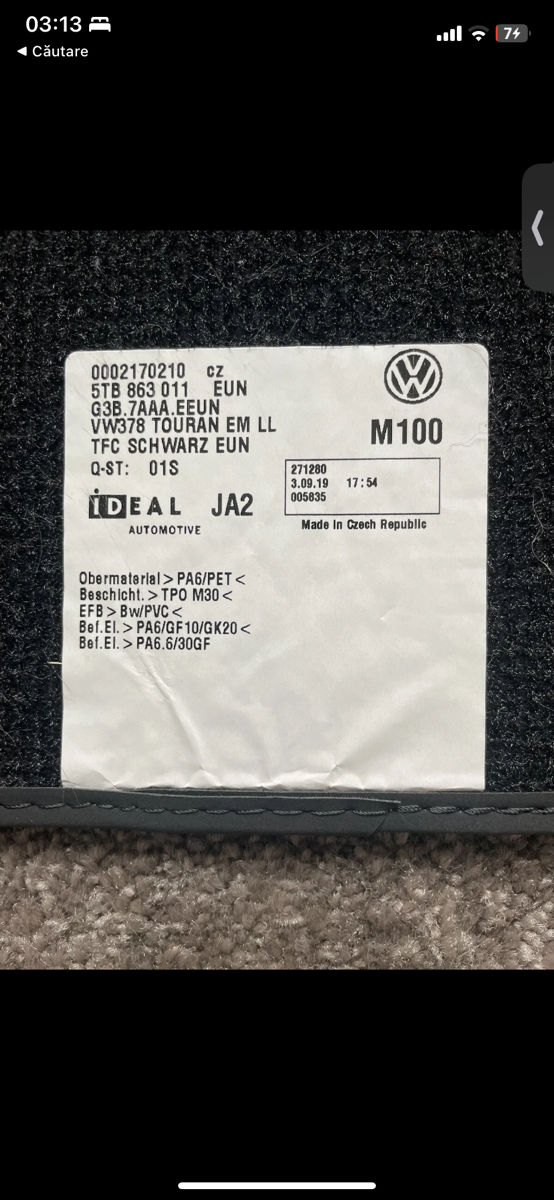 03:13
7
◀ Căutare
0002170210 cz
5TB 863 011 EUN
G3B.7AAA.EEUN
VW378 TOURAN EM LL
TFC SCHWARZ EUN
Q-ST: 01S
M100
271280
3.09.19 17:54
005835
iDEAL JA2
AUTOMOTIVE
Made in Czech Republic
Obermaterial > PA6/PET <
Beschicht. > TPO M30 <
EFB > Bw/PVC <
Bef.El. > PA6/GF10/GK20 <
Bef.El. > PA6.6/30GF